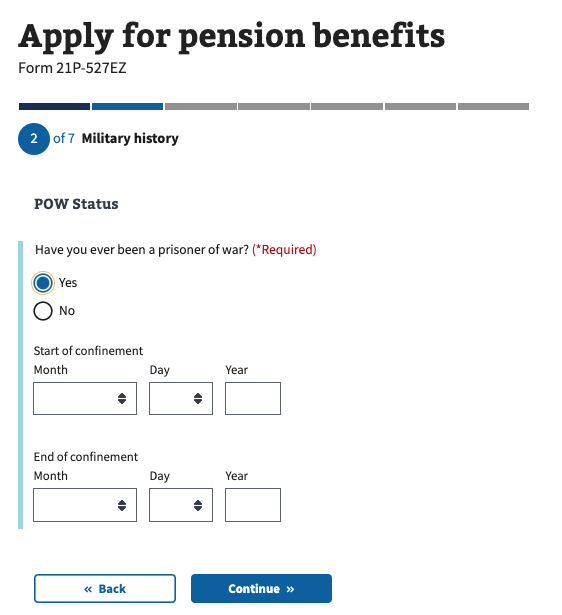 Apply for pension benefits
Form 21P-527EZ
2 of 7 Military history
POW Status
Have you ever been a prisoner of war? (*Required)
Yes
No
Start of confinement
Month Day Year
End of confinement
Month Day Year
« Back Continue »